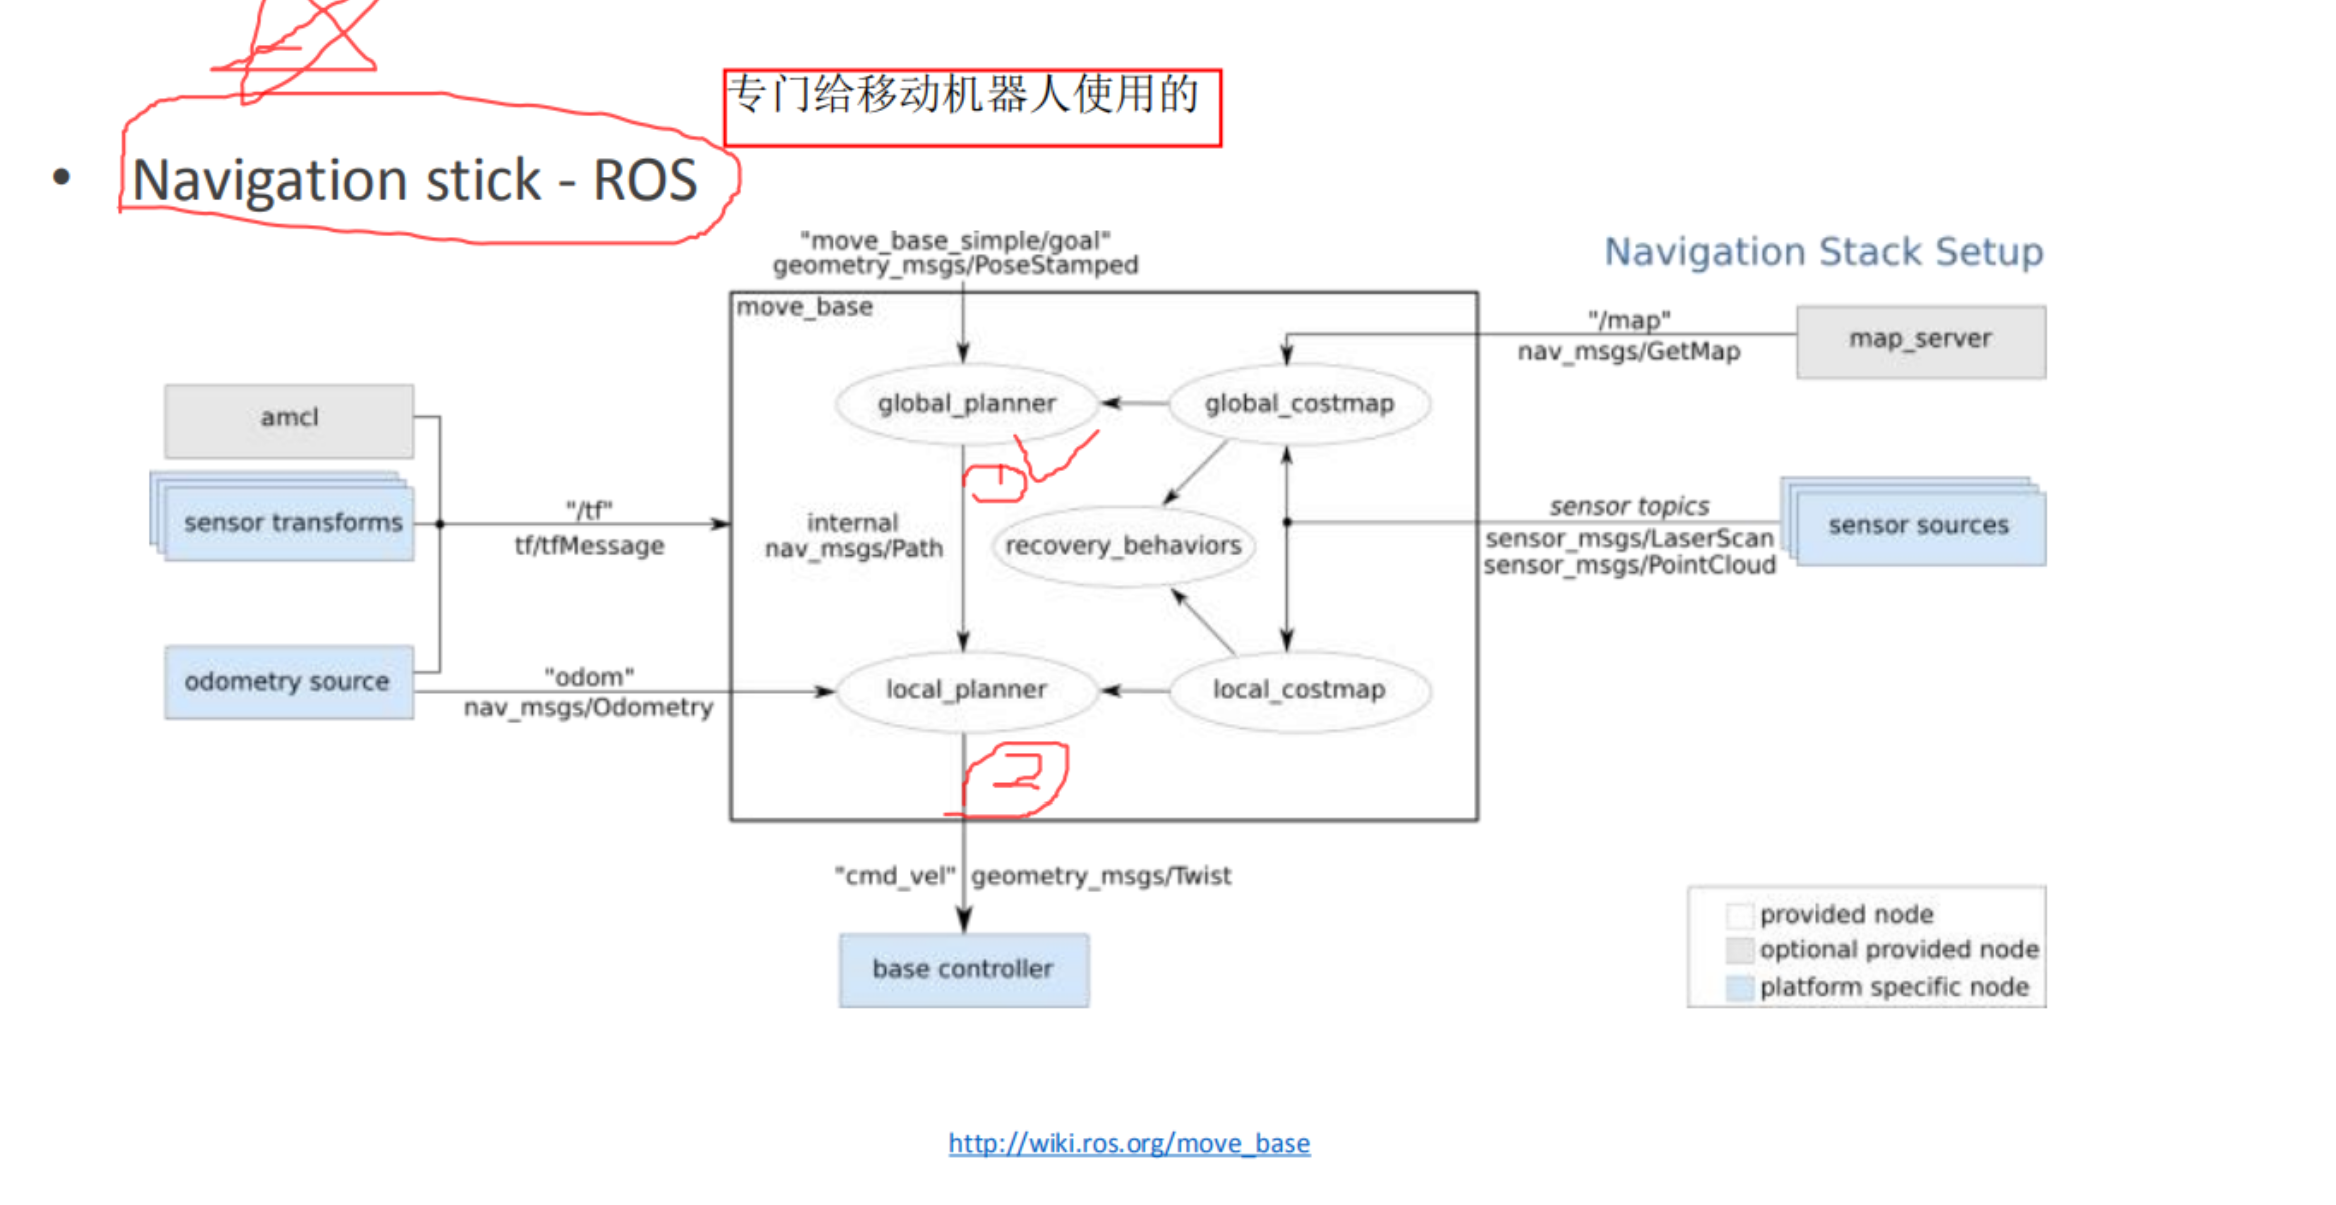 专门给移动机器人使用的
• Navigation stick - ROS
"move_base_simple/goal"
geometry_msgs/PoseStamped
Navigation Stack Setup
move_base
"/map"
nav_msgs/GetMap
map_server
amcl
global_planner
global_costmap
1
sensor transforms
"/tf"
tf/tfMessage
internal
nav_msgs/Path
recovery_behaviors
sensor topics
sensor_msgs/LaserScan
sensor_msgs/PointCloud
sensor sources
odometry source
"odom"
nav_msgs/Odometry
local_planner
local_costmap
2
"cmd_vel" geometry_msgs/Twist
base controller
provided node
optional provided node
platform specific node
http://wiki.ros.org/move_base